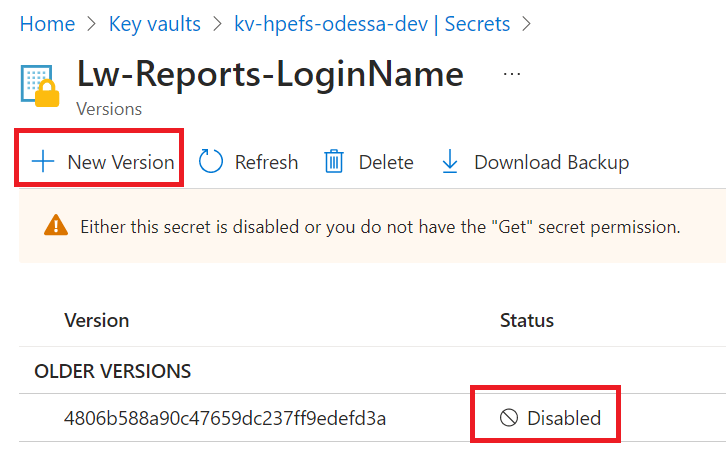 Home > Key vaults > kv-hpefs-odessa-dev | Secrets >
Lw-Reports-LoginName ...
Versions
+ New Version Refresh Delete Download Backup
Either this secret is disabled or you do not have the "Get" secret permission.
Version Status
OLDER VERSIONS
4806b588a90c47659dc237ff9edefd3a Disabled